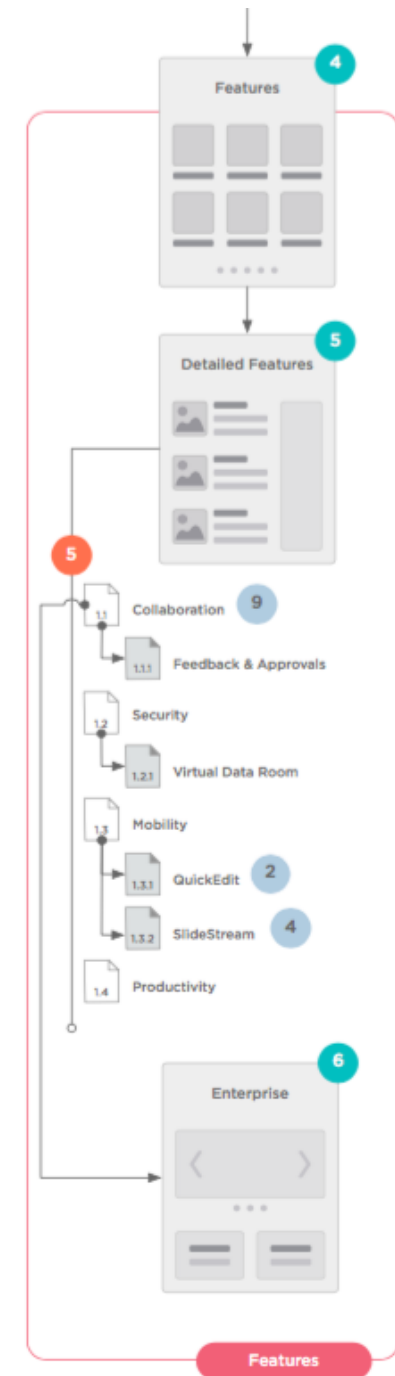 4
Features
5
Detailed Features
5
1.1 Collaboration 9
1.1.1 Feedback & Approvals
1.2 Security
1.2.1 Virtual Data Room
1.3 Mobility
1.3.1 QuickEdit 2
1.3.2 SlideStream 4
1.4 Productivity
6
Enterprise
Features